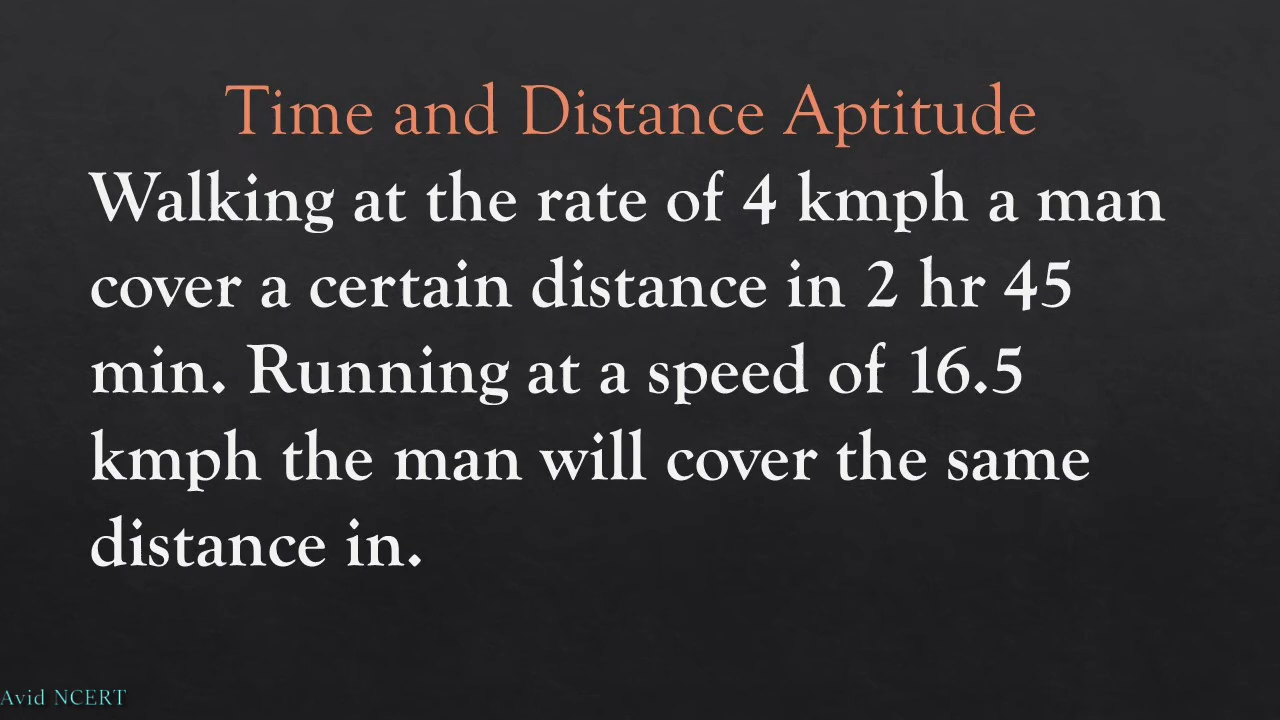 Time and Distance Aptitude
Walking at the rate of 4 kmph a man
cover a certain distance in 2 hr 45
min. Running at a speed of 16.5
kmph the man will cover the same
distance in.
Avid NCERT